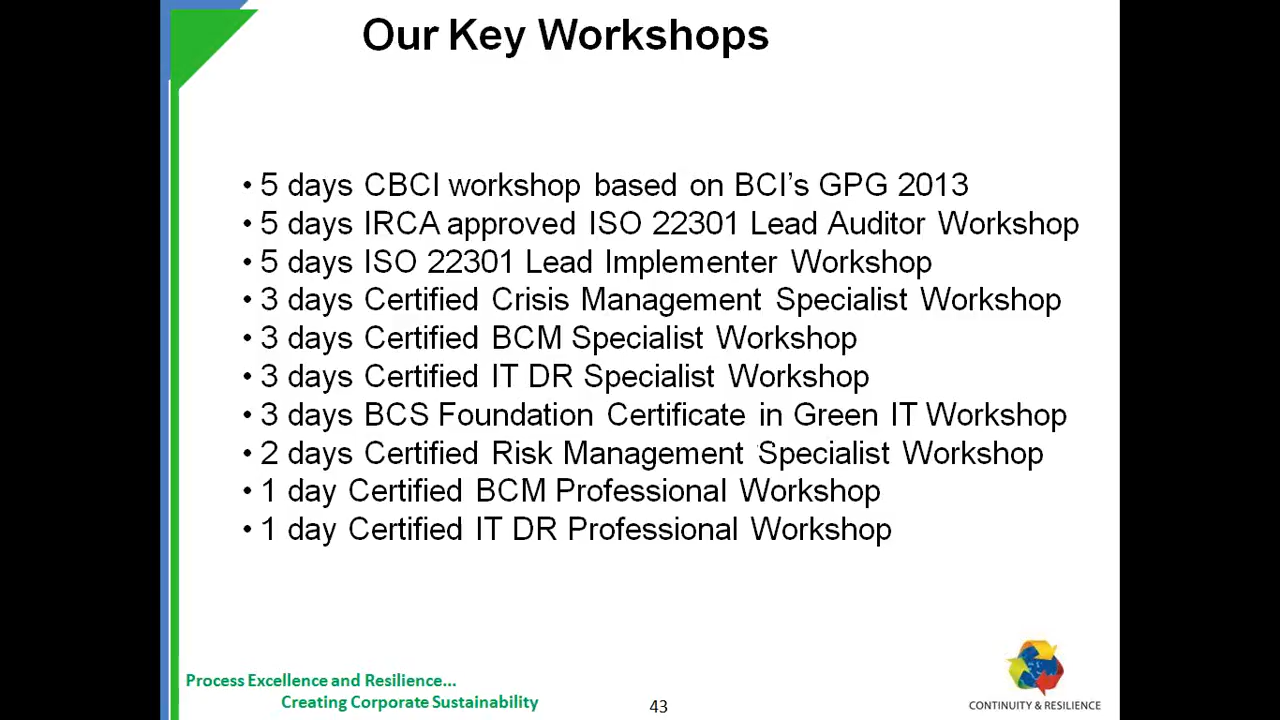 Our Key Workshops
• 5 days CBCI workshop based on BCI’s GPG 2013
• 5 days IRCA approved ISO 22301 Lead Auditor Workshop
• 5 days ISO 22301 Lead Implementer Workshop
• 3 days Certified Crisis Management Specialist Workshop
• 3 days Certified BCM Specialist Workshop
• 3 days Certified IT DR Specialist Workshop
• 3 days BCS Foundation Certificate in Green IT Workshop
• 2 days Certified Risk Management Specialist Workshop
• 1 day Certified BCM Professional Workshop
• 1 day Certified IT DR Professional Workshop
Process Excellence and Resilience...
Creating Corporate Sustainability
43
CONTINUITY & RESILIENCE